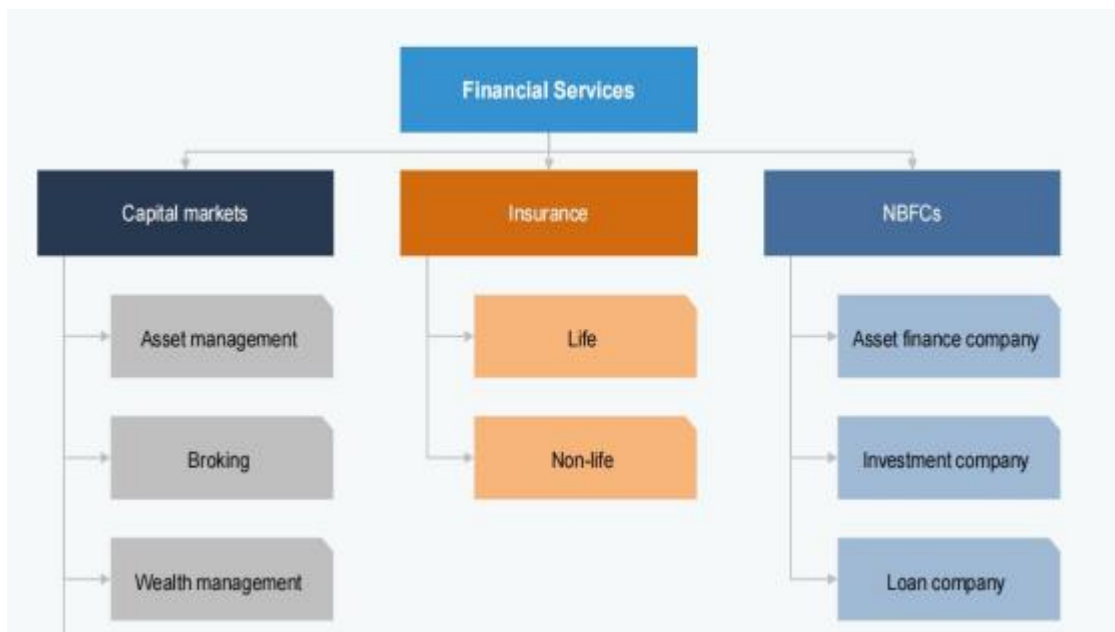 Financial Services
Capital markets
Insurance
NBFCs
Asset management
Life
Asset finance company
Broking
Non-life
Investment company
Wealth management
Loan company